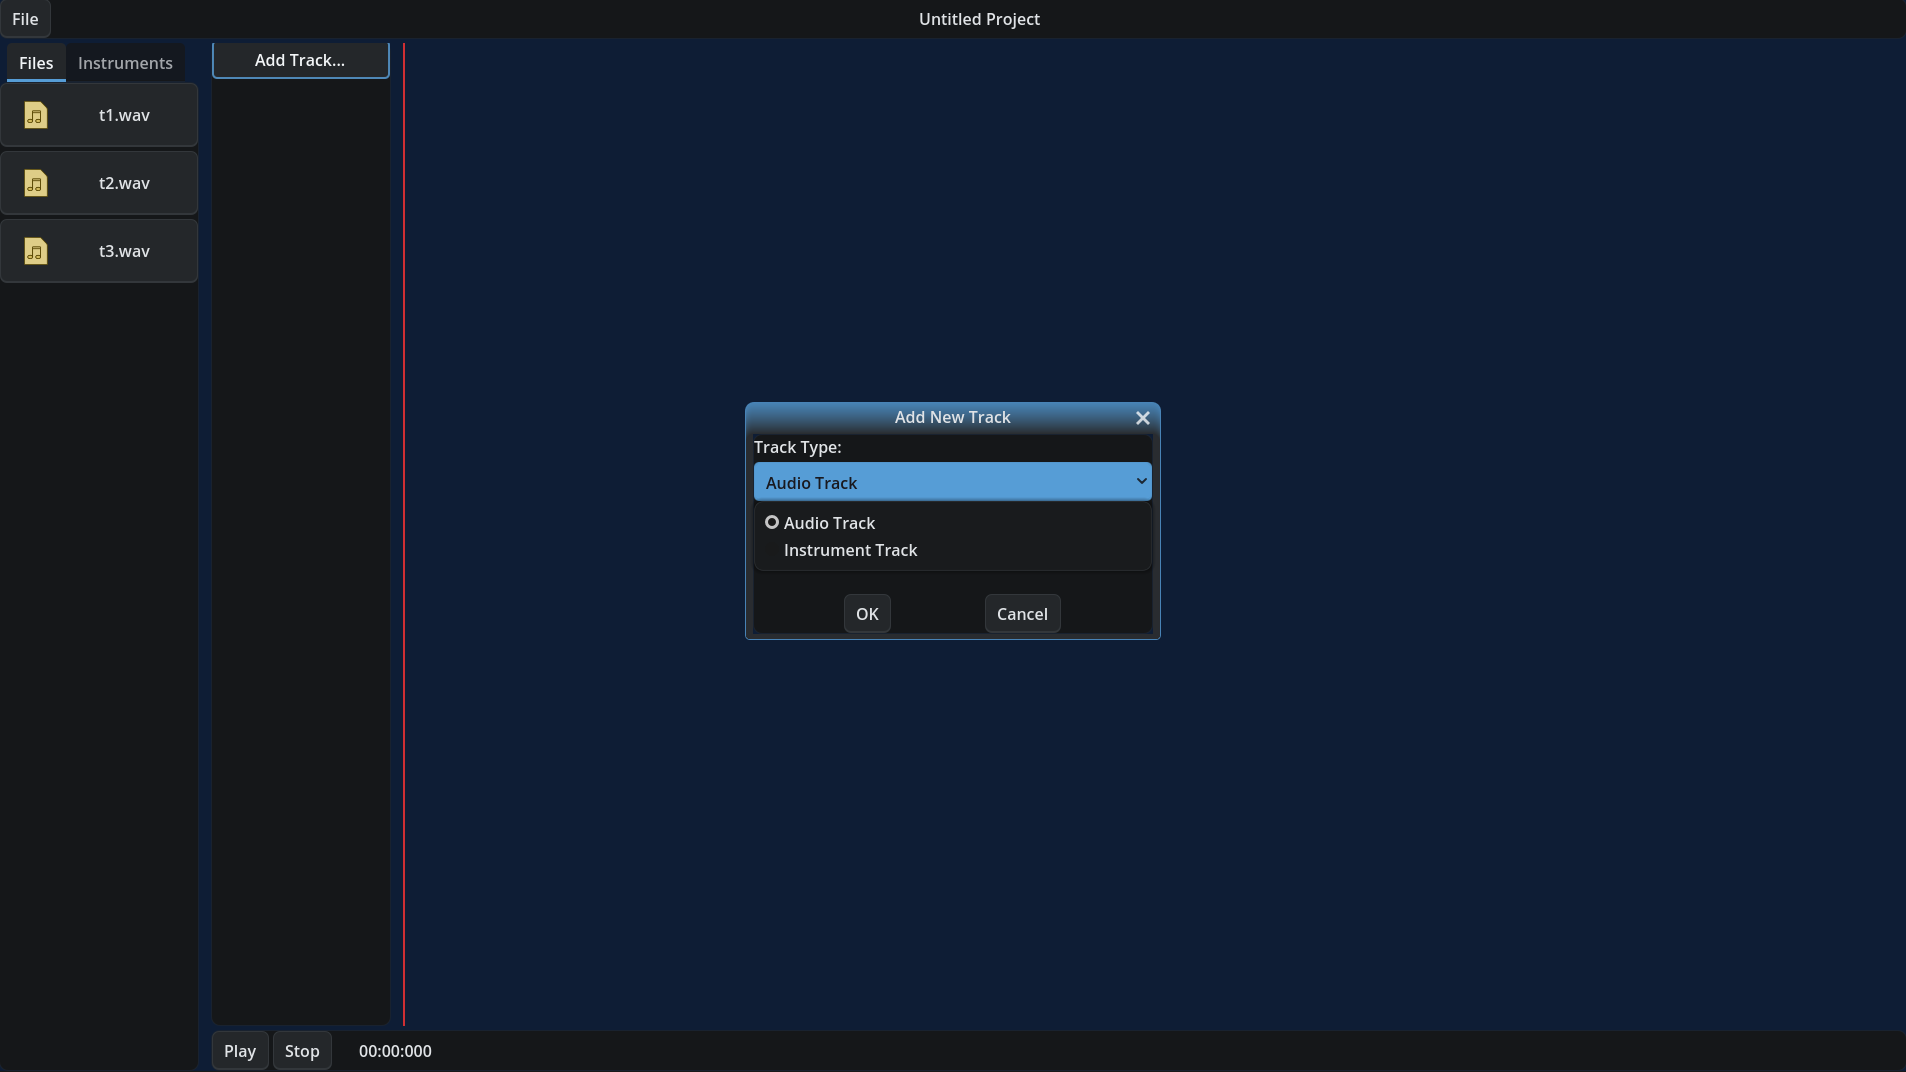 File
Untitled Project
Files
Instruments
t1.wav
t2.wav
t3.wav
Add Track...
Add New Track
Track Type:
Audio Track
Audio Track
Instrument Track
OK
Cancel
Play
Stop
00:00:000